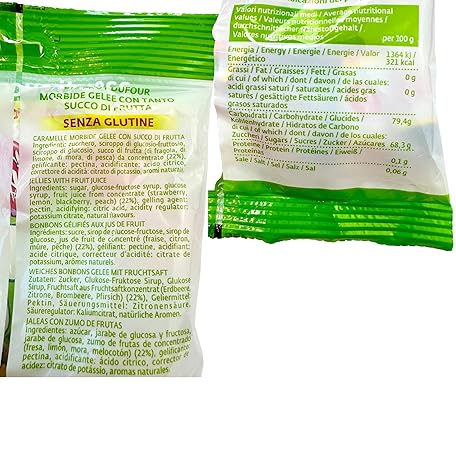 DUFOUR
MORBIDE GELEE CON TANTO
SUCCO DI FRUTTA
SENZA GLUTINE
CARAMELLE MORBIDE GELÉE CON SUCCO DI FRUTTA
Ingredienti: zucchero, sciroppo di glucosio-fruttosio,
sciroppo di glucosio, succo di frutta (di fragola, di
limone, di mora, di pesca) da concentrato (22%),
gelificante: pectina, acidificante: acido citrico,
correttore di acidità: citrato di potassio, aromi naturali.
JELLIES WITH FRUIT JUICE
Ingredients: sugar, glucose-fructose syrup, glucose
syrup, fruit juice from concentrate (strawberry,
lemon, blackberry, peach) (22%), gelling agent:
pectin, acidifying: citric acid, acidity regulator:
potassium citrate, natural flavours.
BONBONS GÉLIFIÉS AUX JUS DE FRUIT
Ingrédients: sucre, sirop de glucose-fructose, sirop de
glucose, jus de fruit de concentré (fraise, citron,
mûre, pêche) (22%), gélifiant: pectine, acidifiant:
acide citrique, correcteur d'acidité: citrate de
potassium, arômes naturels.
WEICHES BONBONS GELEE MIT FRUCHTSAFT
Zutaten: Zucker, Glukose-Fruktose Sirup, Glukose
Sirup, Fruchtsaft aus Fruchtsaftkonzentrat (Erdbeere,
Zitrone, Brombeere, Pfirsich) (22%), Geliermittel:
Pektin, Säuerungsmittel: Zitronensäure,
Säureregulator: Kaliumcitrat, natürliche Aromen.
JALEAS CON ZUMO DE FRUTAS
Ingredientes: azúcar, jarabe de glucosa y fructosa,
jarabe de glucosa, zumo de frutas de concentrado
(fresa, limón, mora, melocotón) (22%), gelificante:
pectina, acidificante: ácido cítrico, corrector de
acidez: citrato de potássio, aromas naturales.
valori nutrizionali medi / Average nutritional
values / Valeurs nutritionnelles moyennes /
durchschnittlicher Nährstoffgehalt /
Valores nutritivos medios
per 100 g
Energia / Energy / Energie / Energie / Valor
Energético
1364 kJ
321 kcal
Grassi / Fat / Graisses / Fett / Grasas
0 g
di cui / of which / dont / davon / de las cuales
acidi grassi saturi / saturates / acides gras
saturés / gesättigte Fettsäuren / Ácidos
grasos saturados
0 g
Carboidrati / Carbohydrate / Glucides /
Kohlenhydrate / Hidratos de Carbono
79,4g
di cui / of which / dont / davon / de las cuales
Zuccheri / Sugars / Sucres / Zucker / Azúcares
68,3 g
Proteine / Protein / Protéines / Eiweiß /
Proteínas
0,1 g
Sale / Salt / Sel / Salz / Sal
0,06 g